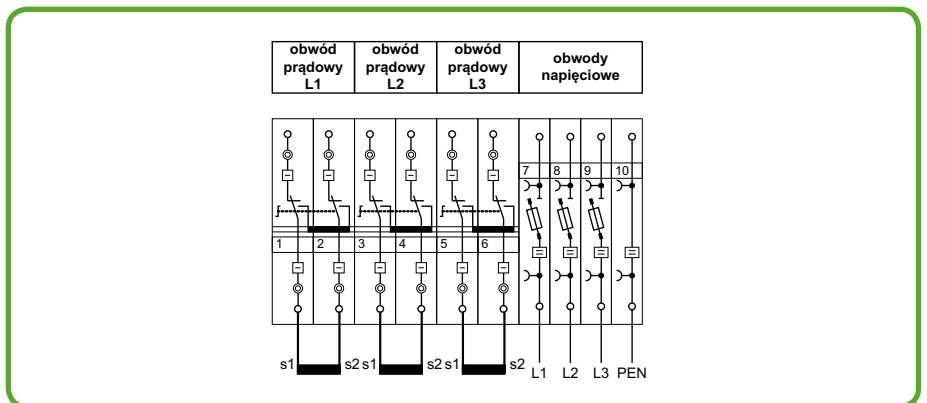 obwód prądowy L1
obwód prądowy L2
obwód prądowy L3
obwody napięciowe
7 8 9 10
1 2 3 4 5 6
s1 s2 s1 s2 s1 s2 L1 L2 L3 PEN